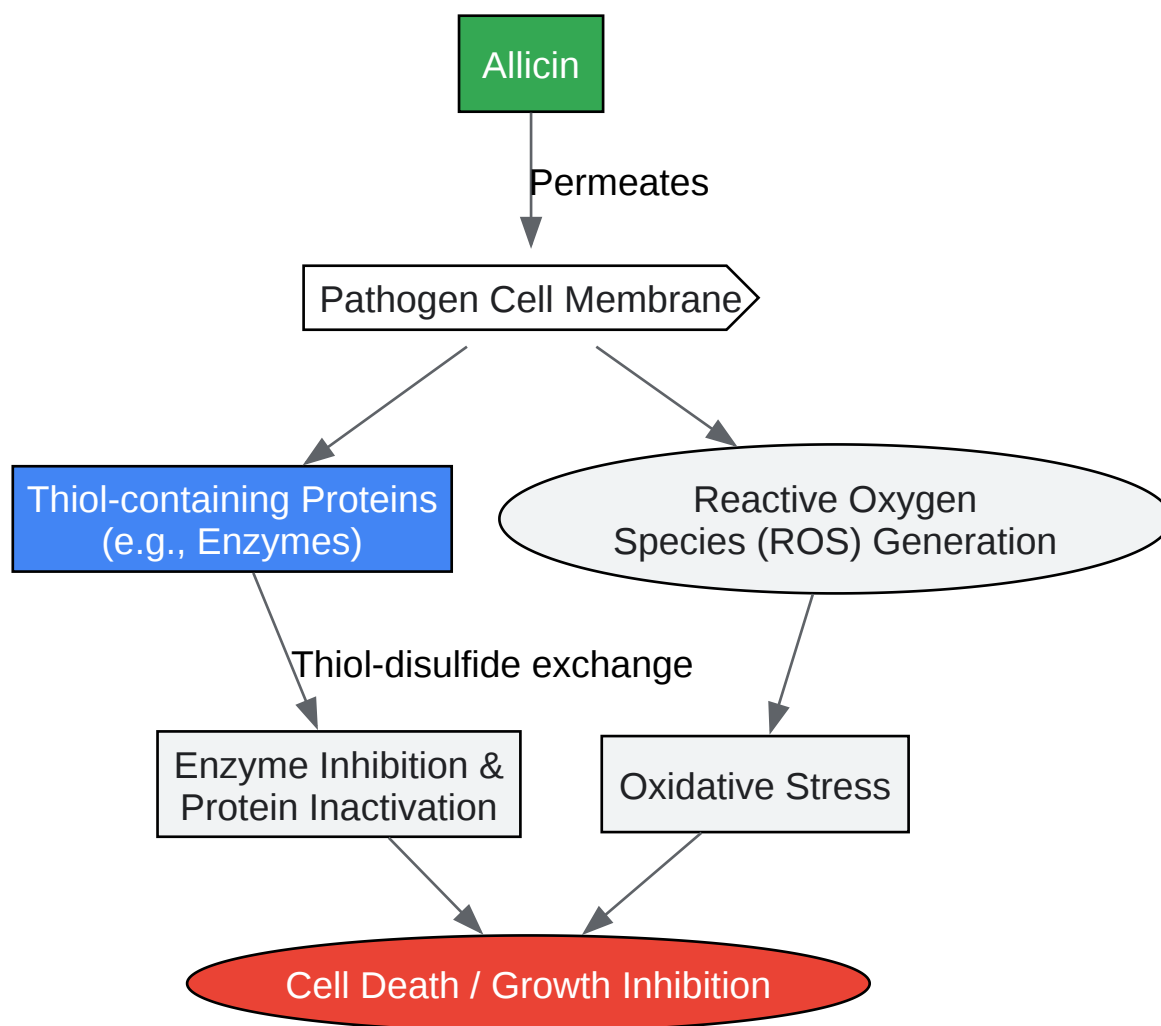 Allicin
Permeates
Pathogen Cell Membrane
Thiol-containing Proteins
(e.g., Enzymes)
Reactive Oxygen
Species (ROS) Generation
Thiol-disulfide exchange
Enzyme Inhibition &
Protein Inactivation
Oxidative Stress
Cell Death / Growth Inhibition